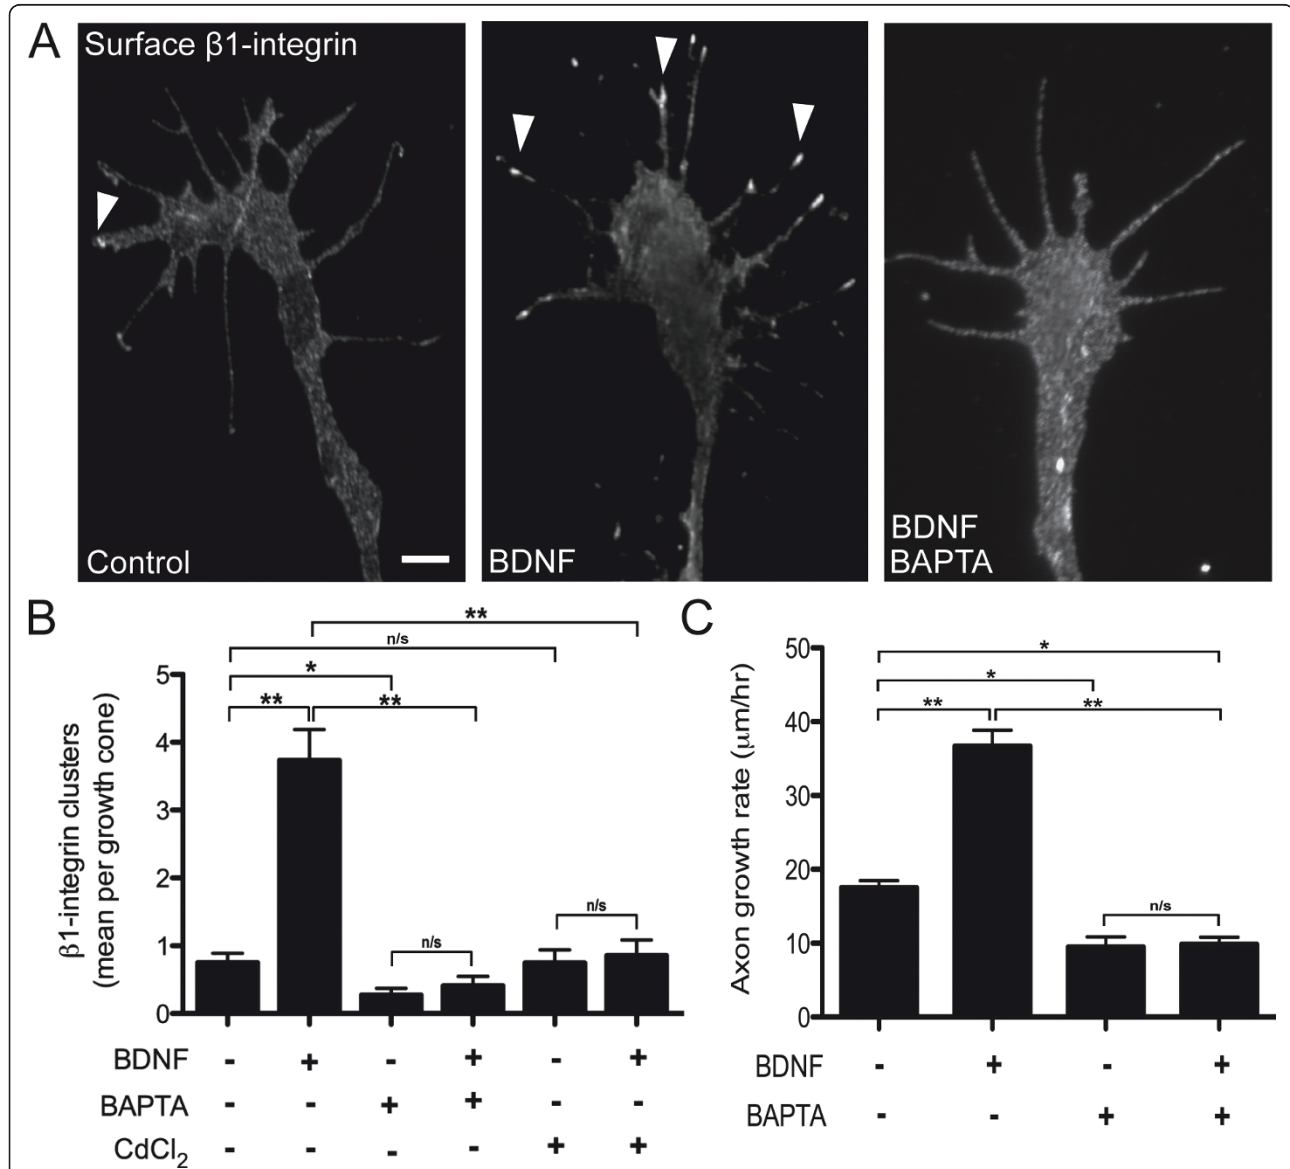 A
Surface β1-integrin
Control
BDNF
BDNF
BAPTA
B
**
n/s
*
** **
n/s
n/s
5
4
3
2
1
0
β1-integrin clusters
(mean per growth cone)
BDNF - + - + - +
BAPTA - - + + - -
CdCl₂ - - - - + +
C
*
*
** **
n/s
50
40
30
20
10
0
Axon growth rate (μm/hr)
BDNF - + - +
BAPTA - - + +